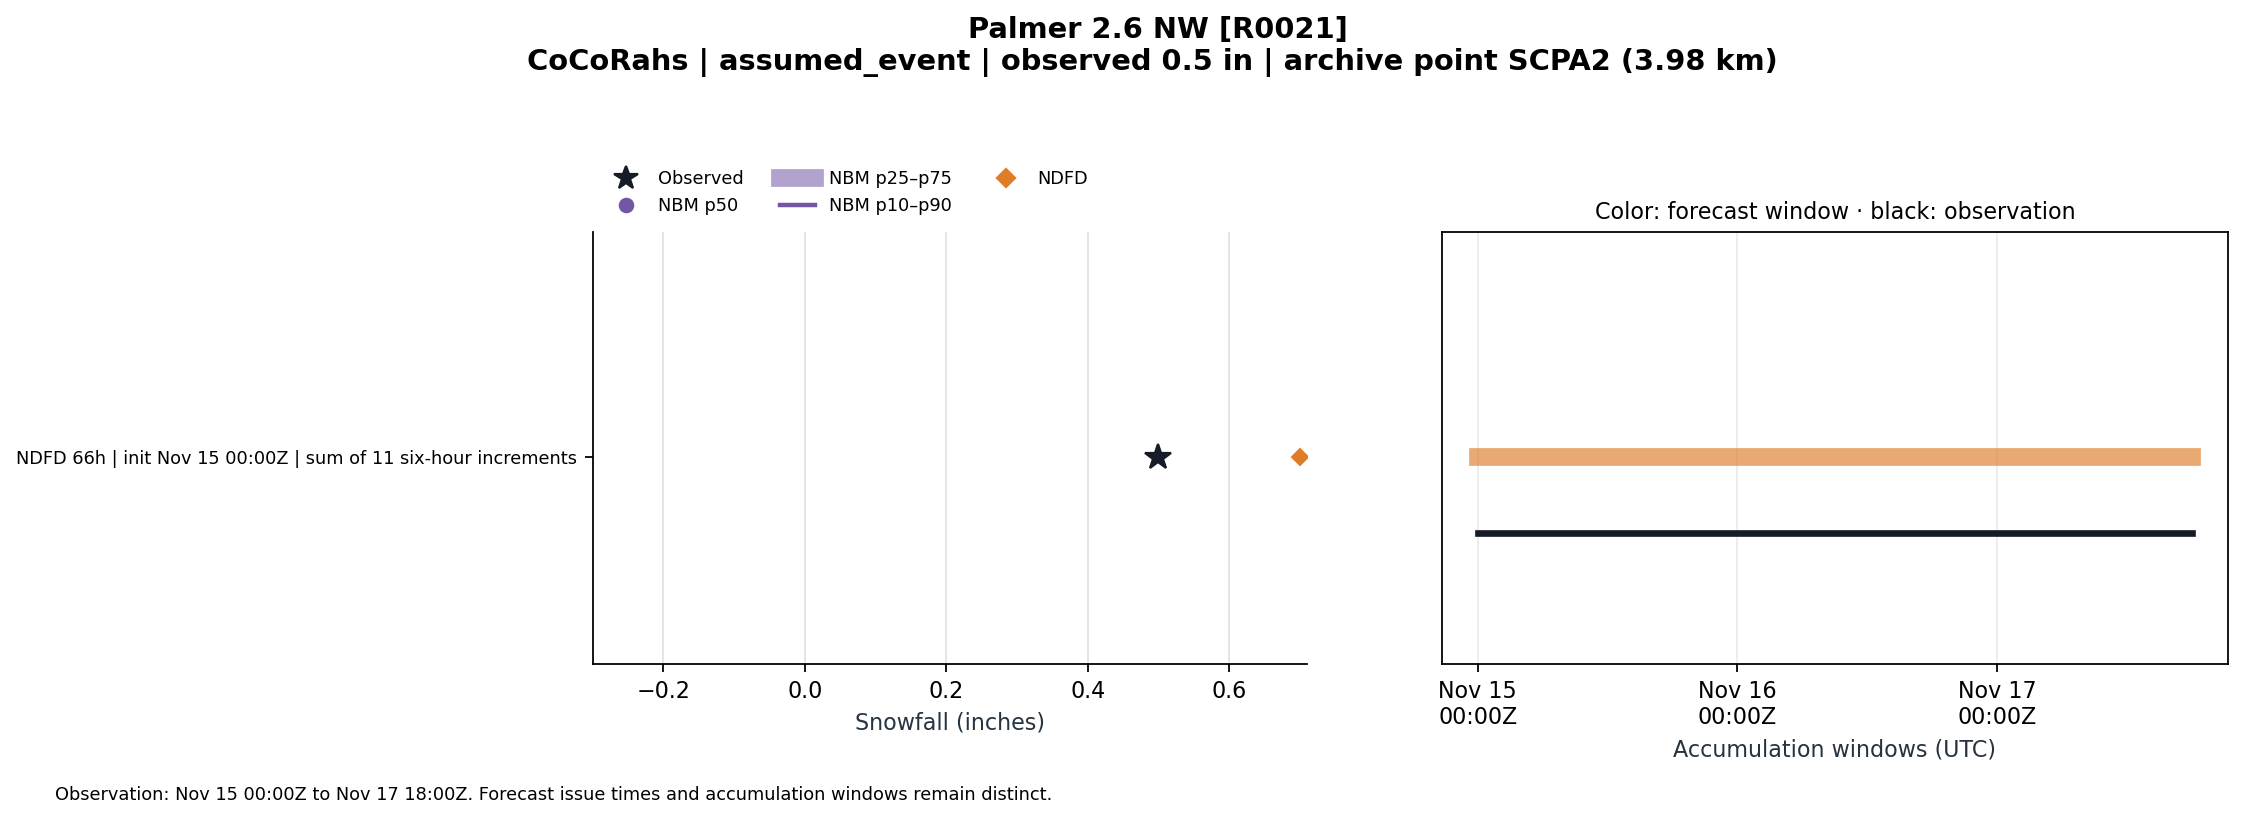 Palmer 2.6 NW [R0021]
CoCoRahs | assumed_event | observed 0.5 in | archive point SCPA2 (3.98 km)
Observed
NBM p50
NBM p25–p75
NBM p10–p90
NDFD
NDFD 66h | init Nov 15 00:00Z | sum of 11 six-hour increments
−0.2
0.0
0.2
0.4
0.6
Snowfall (inches)
Color: forecast window · black: observation
Nov 15
00:00Z
Nov 16
00:00Z
Nov 17
00:00Z
Accumulation windows (UTC)
Observation: Nov 15 00:00Z to Nov 17 18:00Z. Forecast issue times and accumulation windows remain distinct.